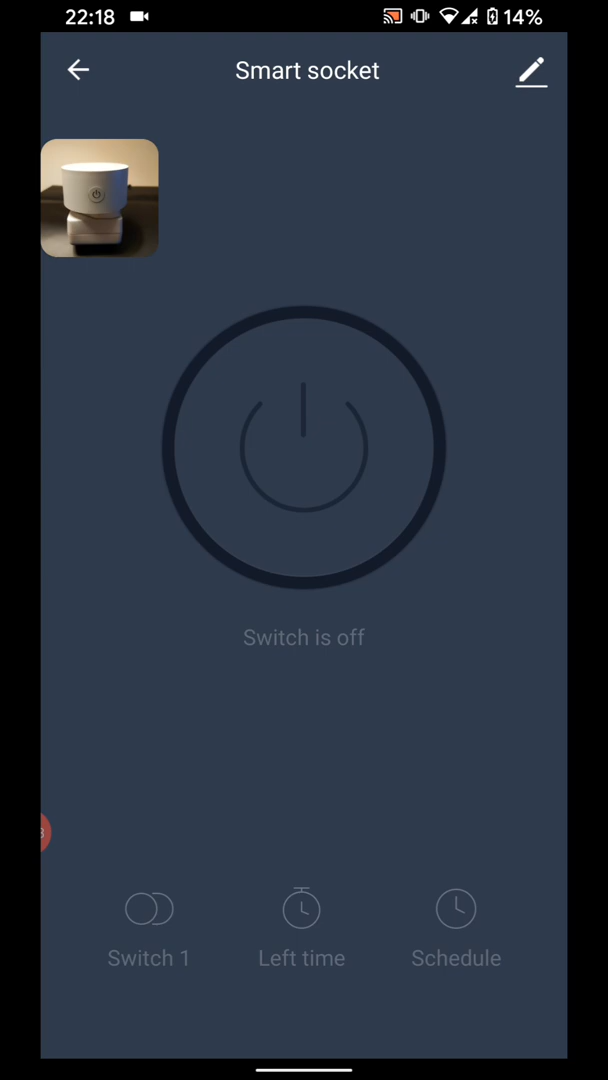 22:18
14%
Smart socket
Switch is off
Switch 1
Left time
Schedule